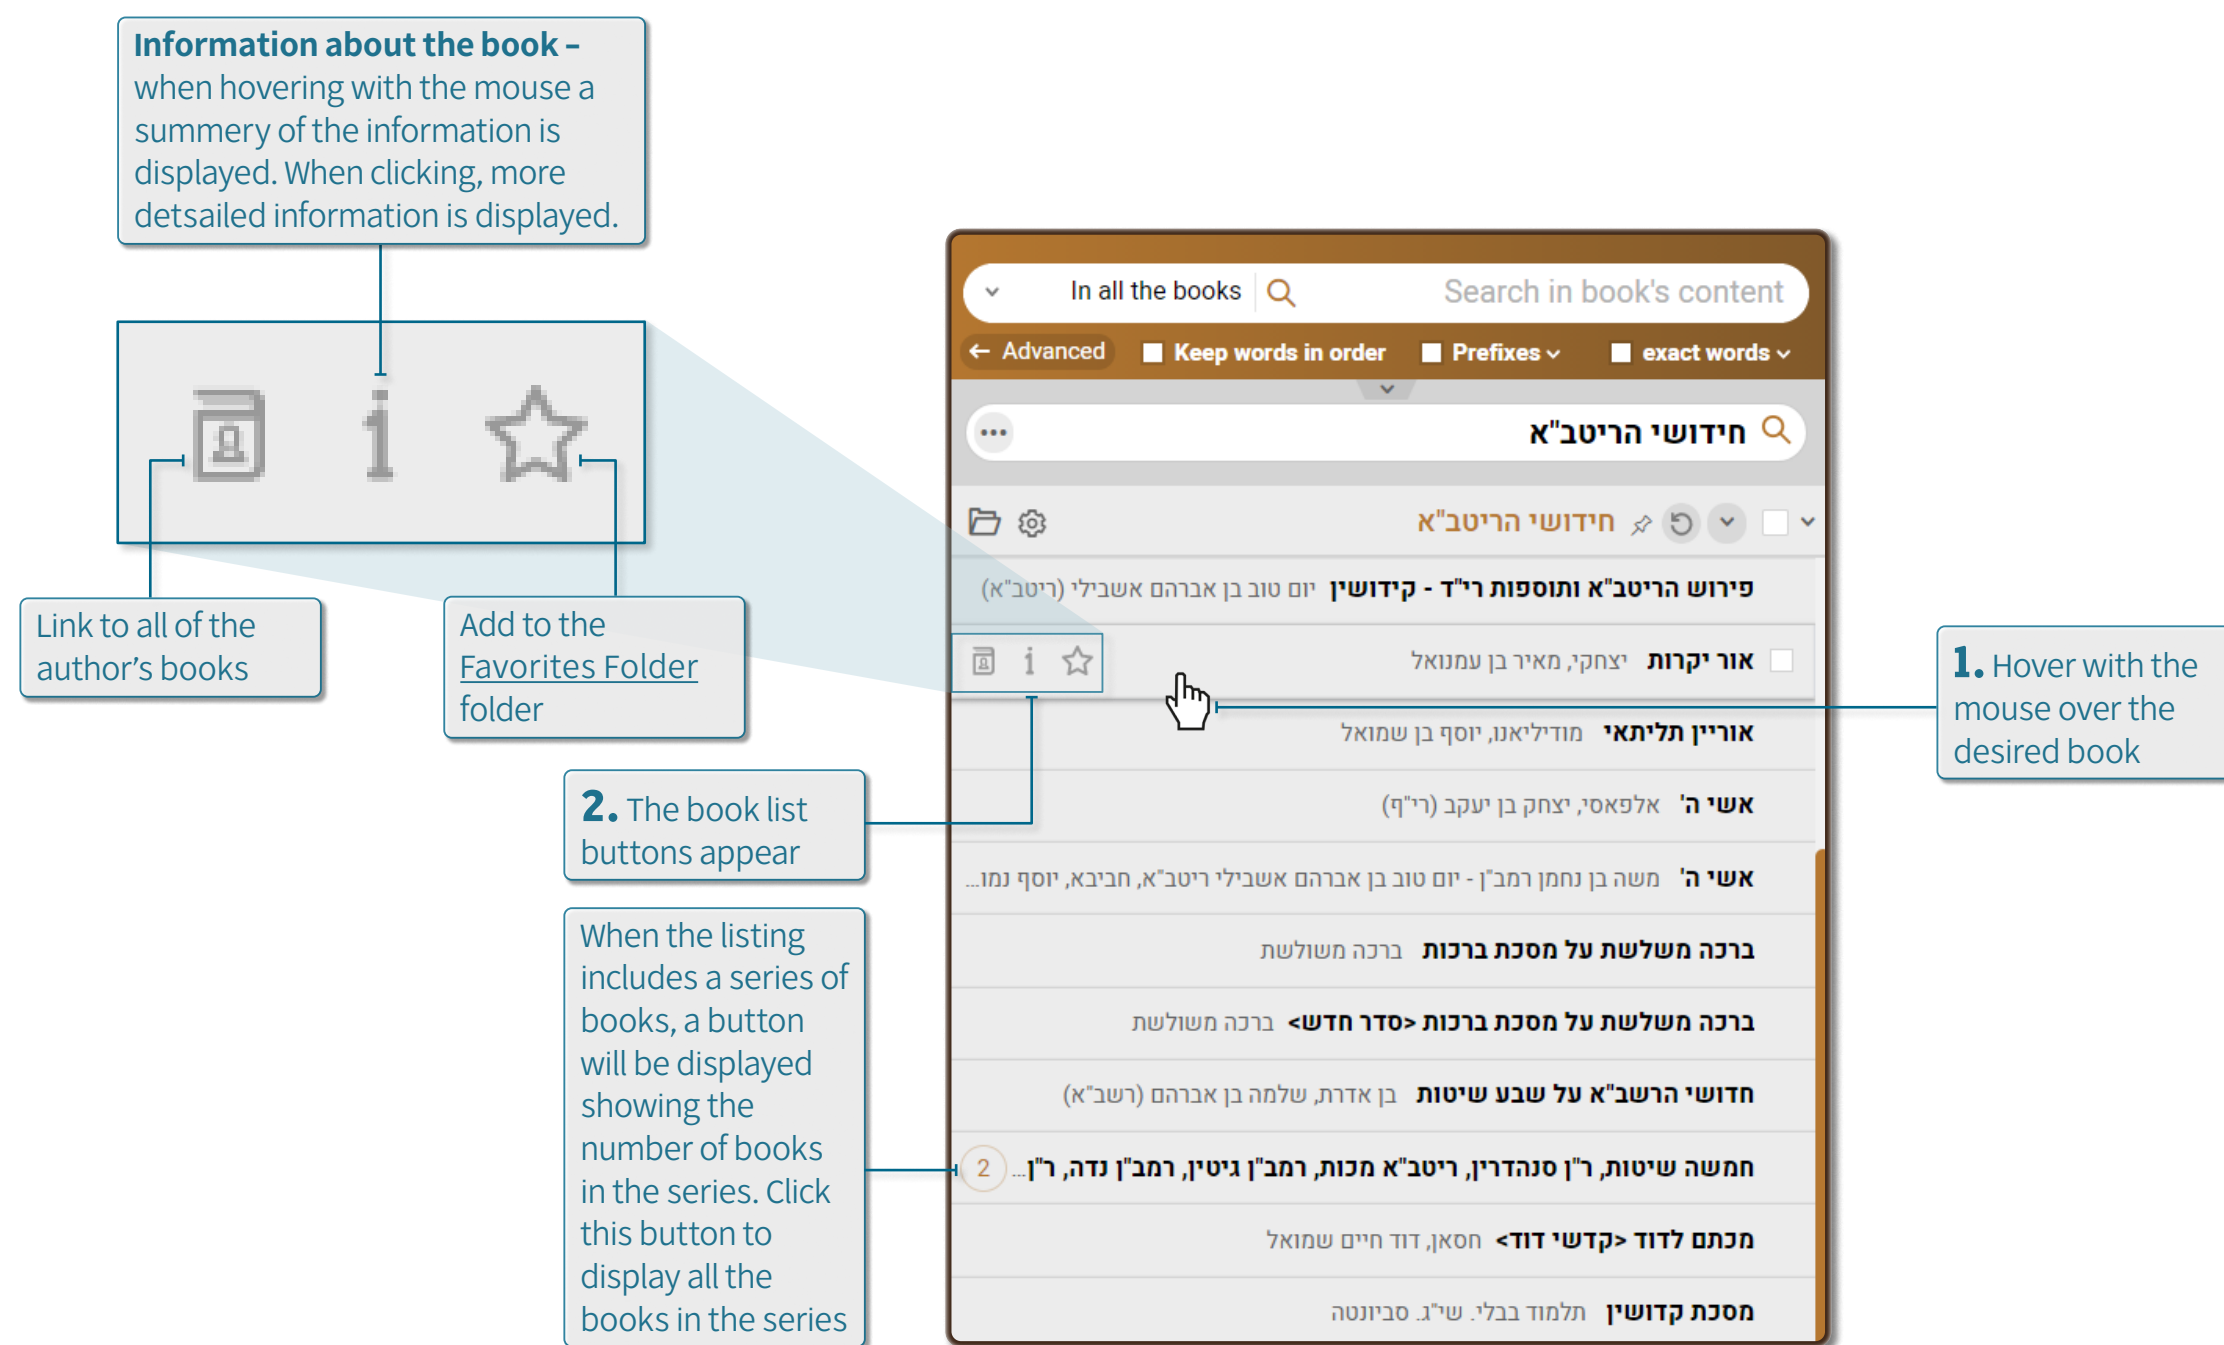 Information about the book –
when hovering with the mouse a
summery of the information is
displayed. When clicking, more
detsailed information is displayed.
Link to all of the
author's books
Add to the
Favorites Folder
folder
2. The book list
buttons appear
When the listing
includes a series of
books, a button
will be displayed
showing the
number of books
in the series. Click
this button to
display all the
books in the series
In all the books Search in book's content
← Advanced Keep words in order Prefixes exact words
חידושי הריטב"א
חידושי הריטב"א
פירוש הריטב"א ותוספות רי"ד - קידושין יום טוב בן אברהם אשבילי (ריטב"א)
אור יקרות יצחקי, מאיר בן עמנואל
אוריין תליתאי מודיליאנו, יוסף בן שמואל
אשי ה' אלפאסי, יצחק בן יעקב (רי"ף)
אשי ה' משה בן נחמן רמב"ן - יום טוב בן אברהם אשבילי ריטב"א, חביבא, יוסף נמו...
ברכה משלשת על מסכת ברכות ברכה משולשת
ברכה משלשת על מסכת ברכות <סדר חדש> ברכה משולשת
חדושי הרשב"א על שבע שיטות בן אדרת, שלמה בן אברהם (רשב"א)
חמשה שיטות, ר"ן סנהדרין, ריטב"א מכות, רמב"ן גיטין, רמב"ן נדה, ר"ן... 2
מכתם לדוד <קדשי דוד> חסאן, דוד חיים שמואל
מסכת קדושין תלמוד בבלי. שי"ג. סביונטה
1. Hover with the
mouse over the
desired book